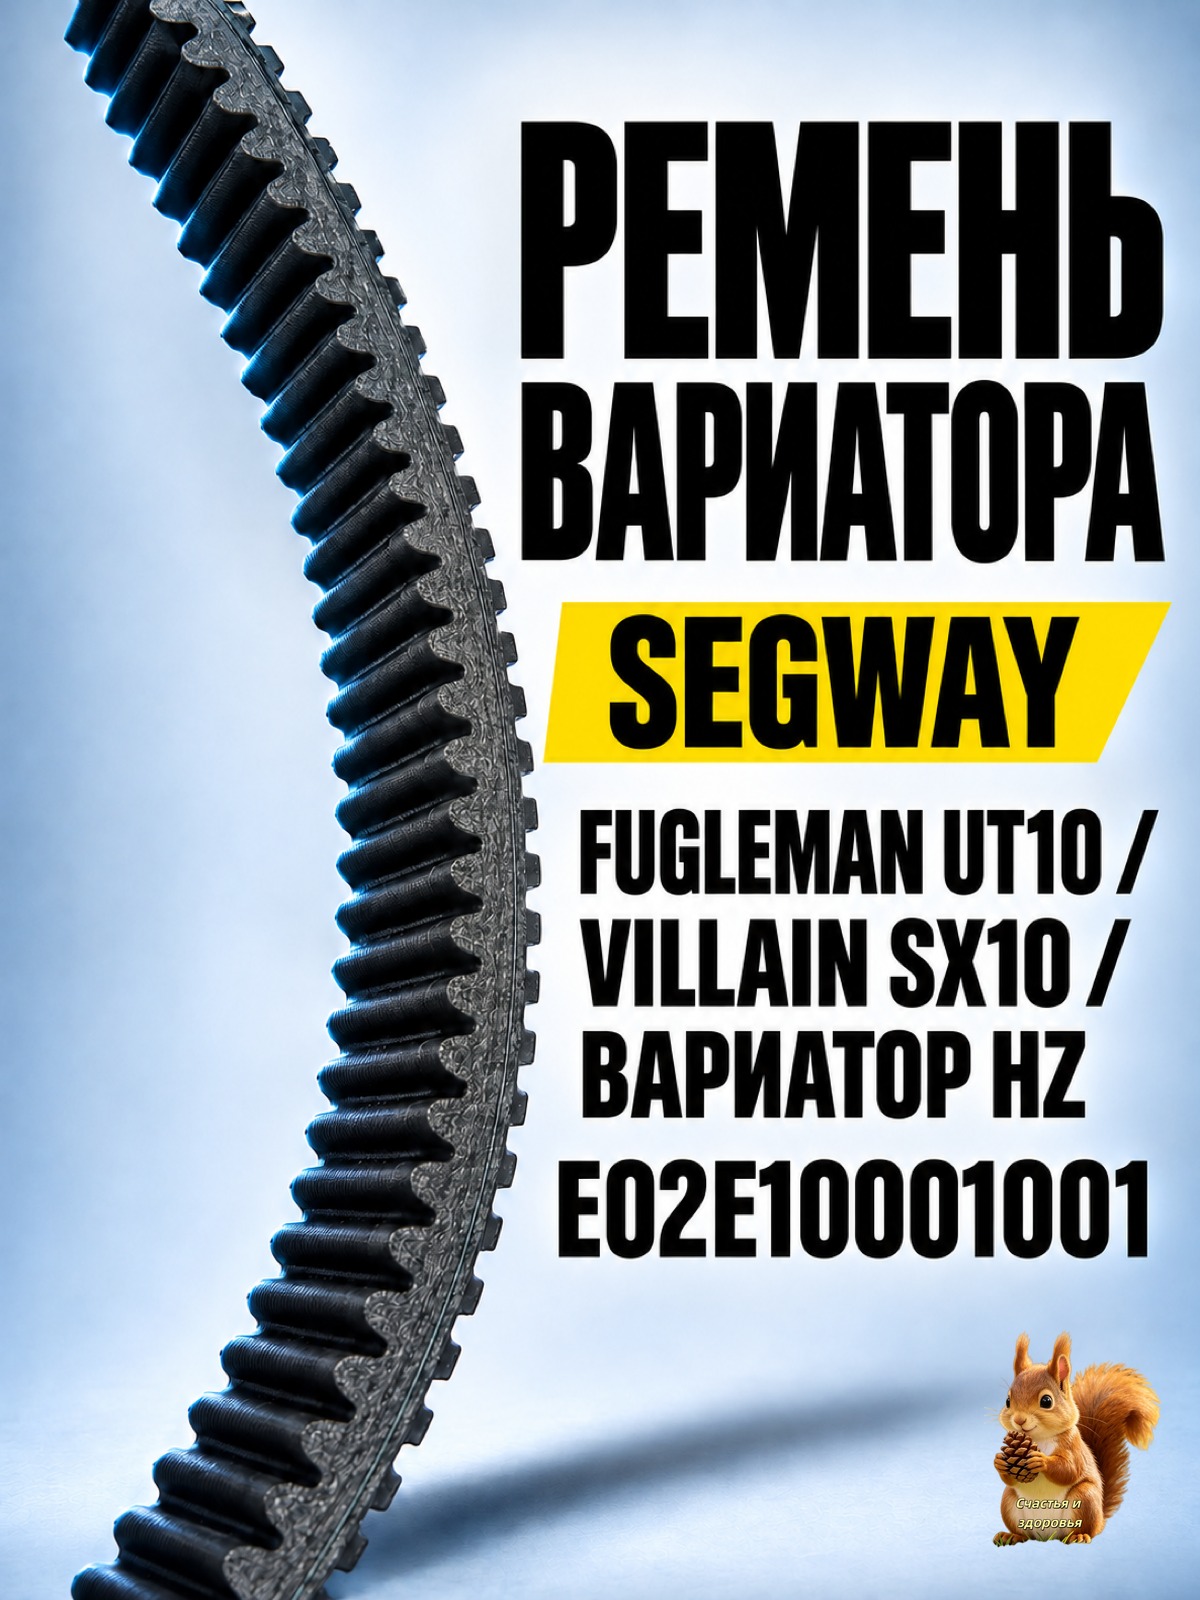 РЕМЕНЬ
ВАРИАТОРА
SEGWAY
FUGLEMAN UT10 /
VILLAIN SX10 /
ВАРИАТОР HZ
E02E10001001
Счастья и
здоровья